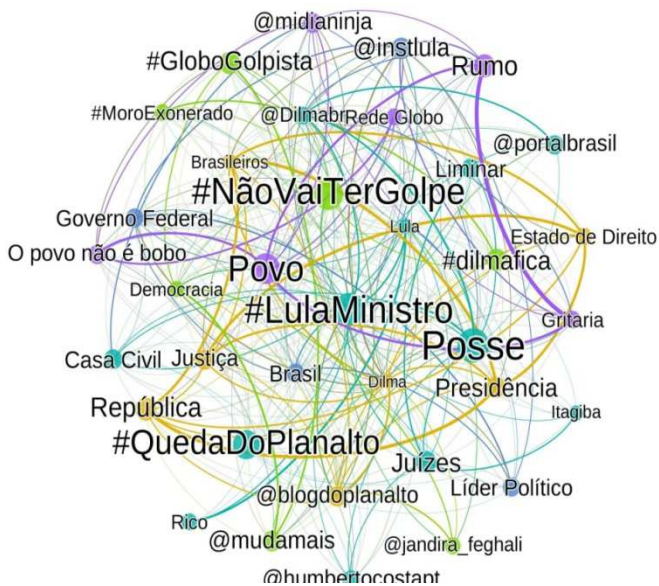 @midianinja
@instlula
#GloboGolpista
Rumo
#MoroExonerado
@Dilmabr
Rede Globo
@portalbrasil
Brasileiros
Liminar
#NãoVaiTerGolpe
Governo Federal
Lula
Estado de Direito
O povo não é bobo
Povo
#dilmafica
Democracia
#LulaMinistro
Gritaria
Posse
Casa Civil
Justiça
Brasil
Dilma
Presidência
República
Itagiba
#QuedaDoPlanalto
Juízes
@blogdoplanalto
Líder Político
Rico
@mudamais
@jandira_feghali
@humbertocostapt